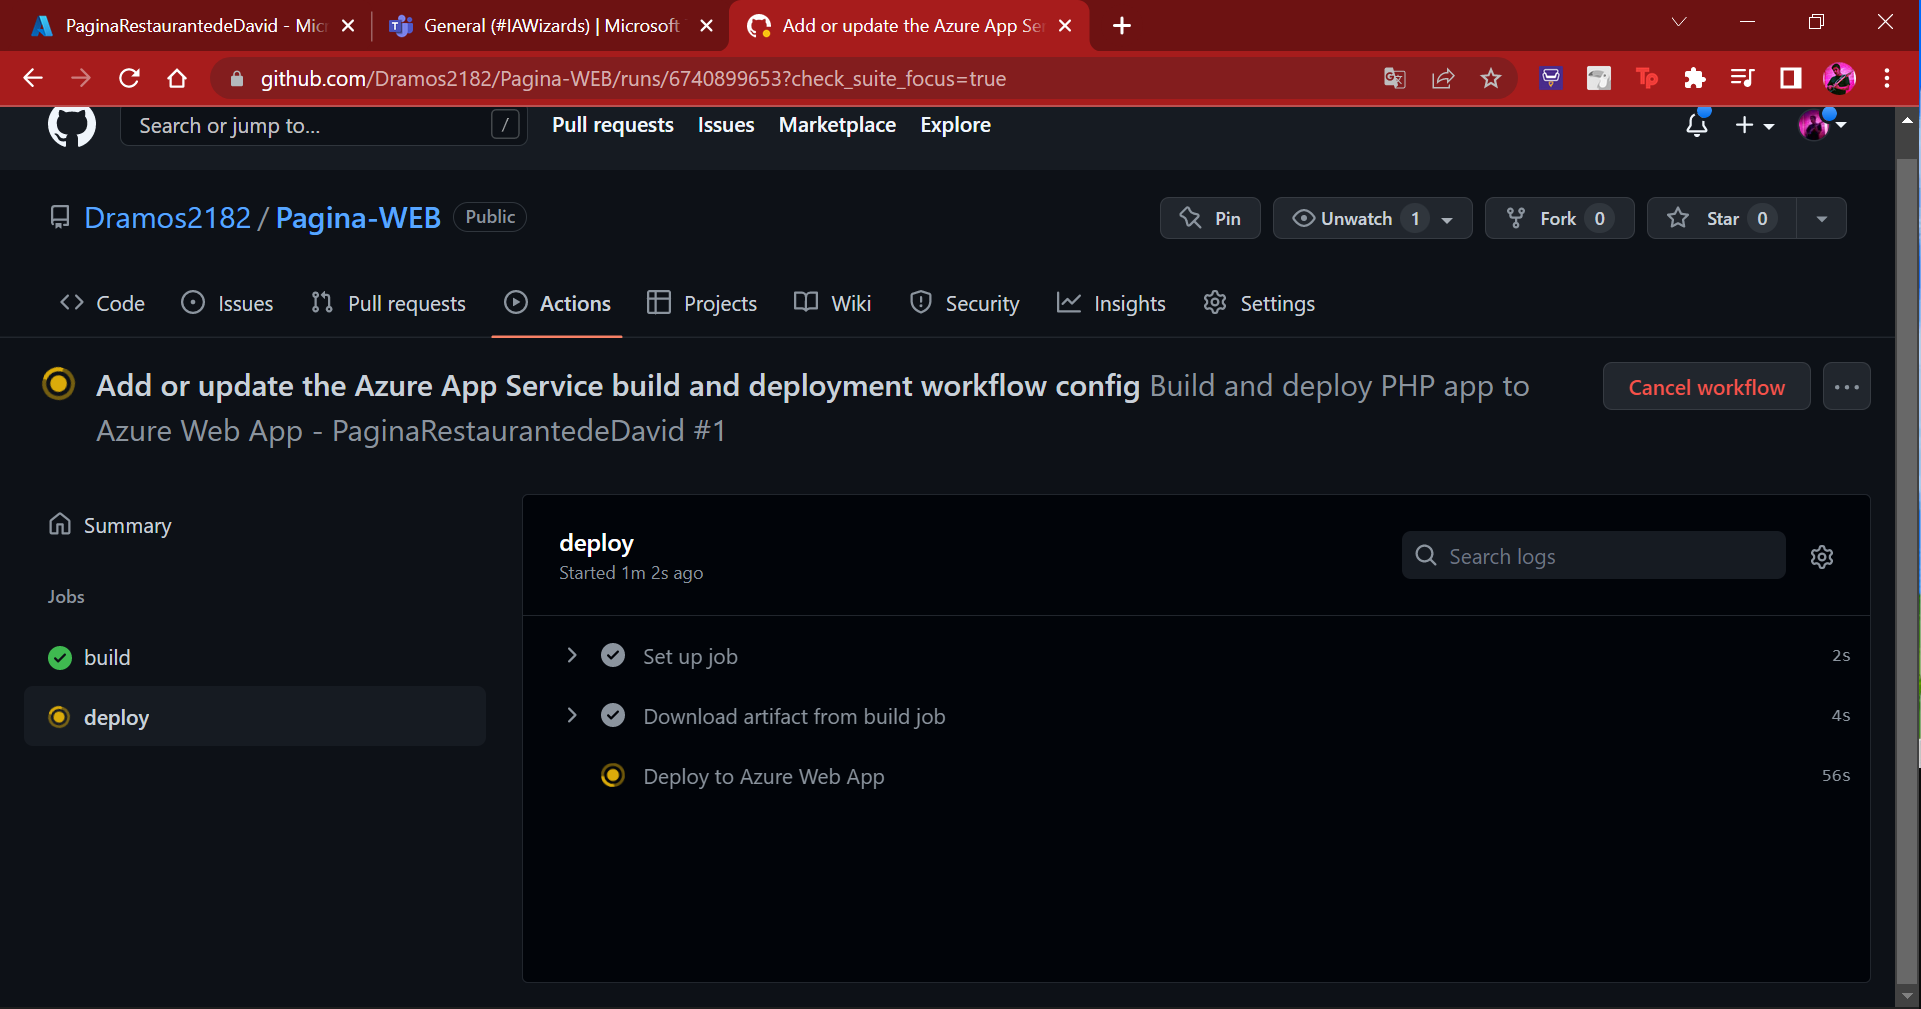 PaginaRestaurantedeDavid - Mic
General (#IAWizards) | Microsoft
Add or update the Azure App Ser
github.com/Dramos2182/Pagina-WEB/runs/6740899653?check_suite_focus=true
Search or jump to...
/
Pull requests
Issues
Marketplace
Explore
Dramos2182 / Pagina-WEB
Public
Pin
Unwatch 1
Fork 0
Star 0
Code
Issues
Pull requests
Actions
Projects
Wiki
Security
Insights
Settings
Add or update the Azure App Service build and deployment workflow config Build and deploy PHP app to
Azure Web App - PaginaRestaurantedeDavid #1
Cancel workflow
Summary
Jobs
build
deploy
deploy
Started 1m 2s ago
Search logs
Set up job 2s
Download artifact from build job 4s
Deploy to Azure Web App 56s